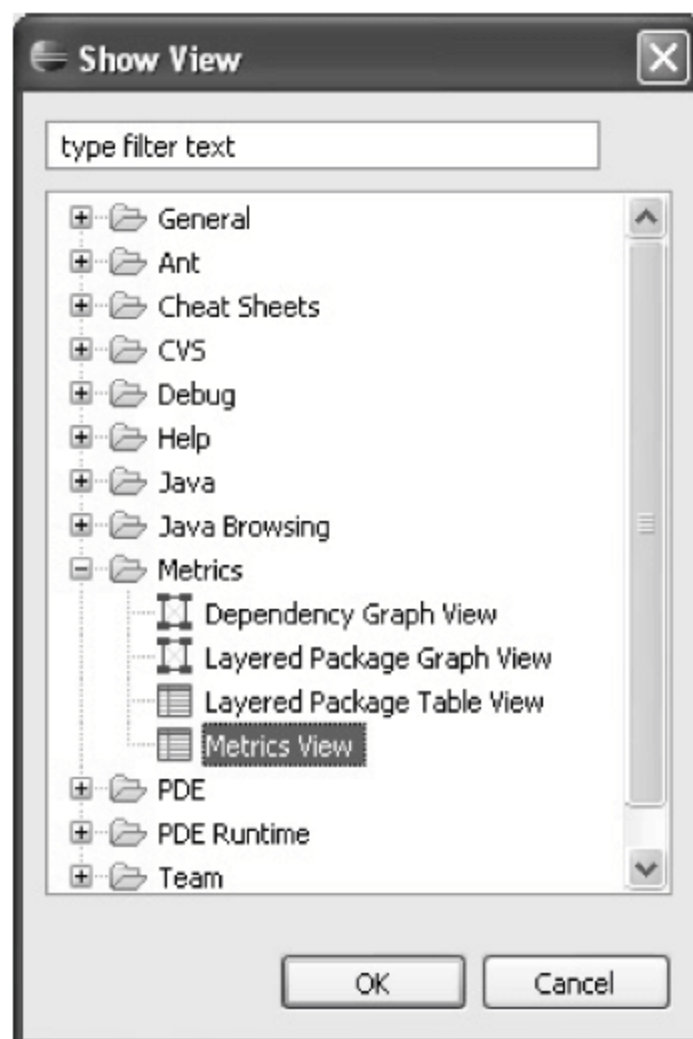 Show View
type filter text
General
Ant
Cheat Sheets
CVS
Debug
Help
Java
Java Browsing
Metrics
Dependency Graph View
Layered Package Graph View
Layered Package Table View
Metrics View
PDE
PDE Runtime
Team
OK Cancel